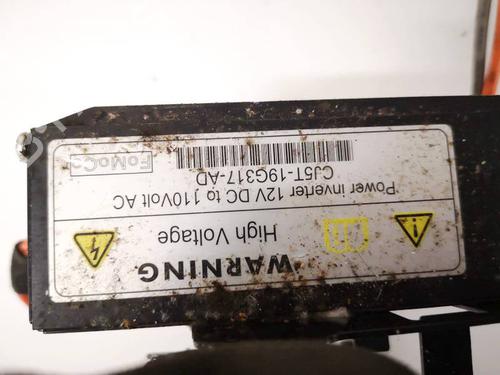 WARNING
High Voltage
Power inverter 12V DC to 110Volt AC
CJ5T-19G317-AD
FoMoCo